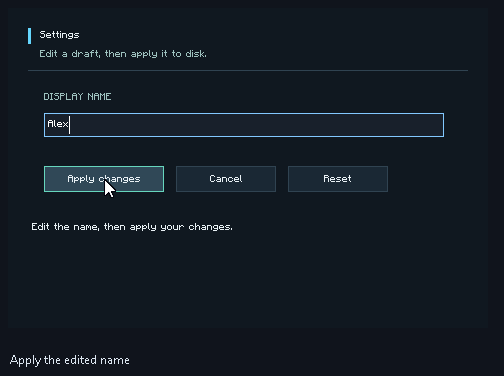 Settings
Edit a draft, then apply it to disk.
DISPLAY NAME
Alex
Apply changes
Cancel
Reset
Edit the name, then apply your changes.
Apply the edited name